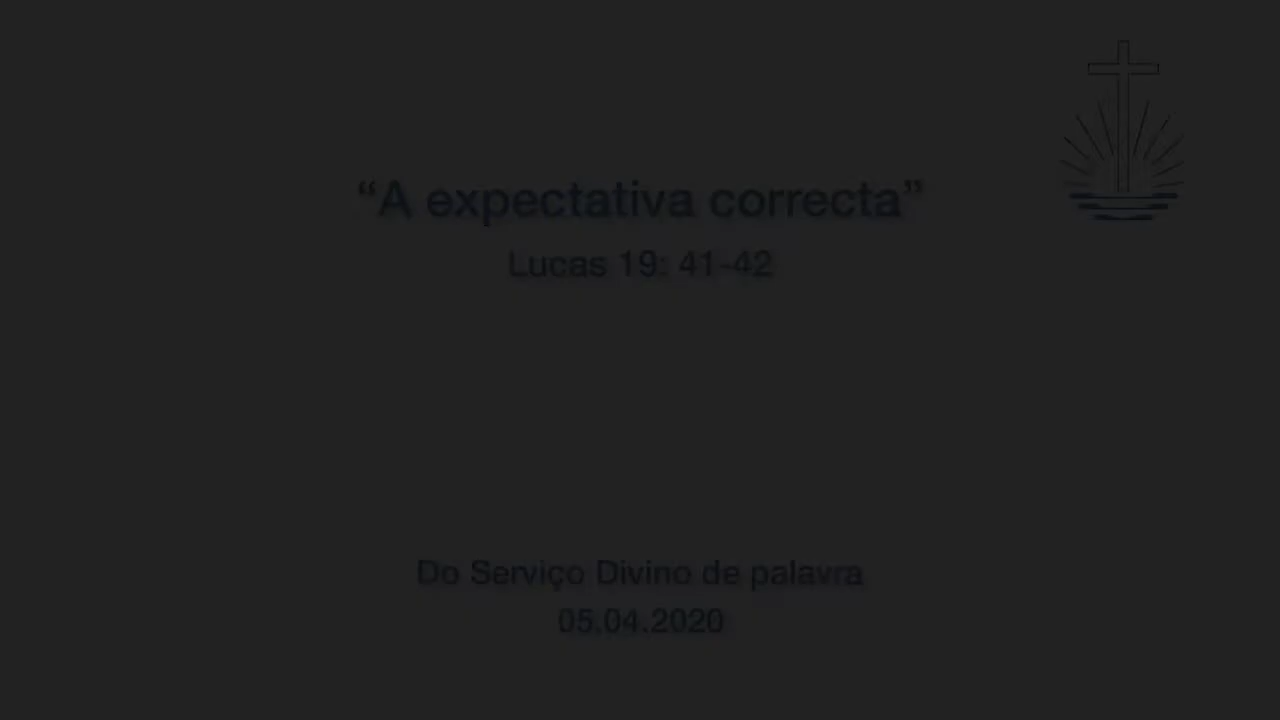 “A expectativa correcta”
Lucas 19: 41-42
Do Serviço Divino de palavra
05.04.2020